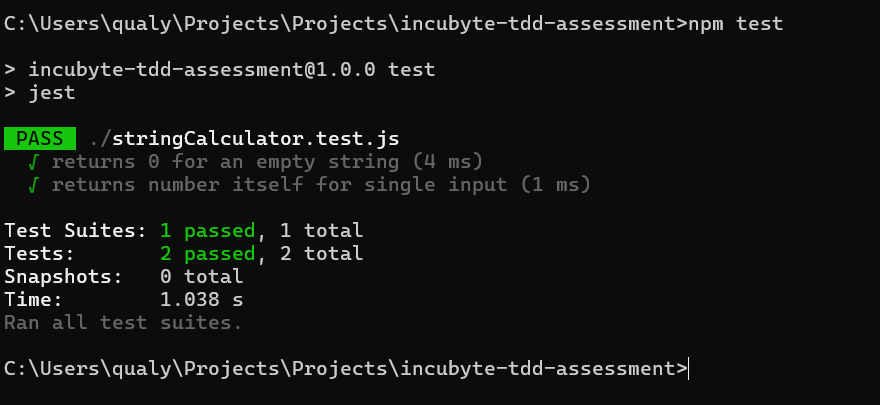 C:\Users\qualy\Projects\Projects\incubyte-tdd-assessment>npm test
> incubyte-tdd-assessment@1.0.0 test
> jest
PASS ./stringCalculator.test.js
√ returns 0 for an empty string (4 ms)
√ returns number itself for single input (1 ms)
Test Suites: 1 passed, 1 total
Tests:       2 passed, 2 total
Snapshots:   0 total
Time:        1.038 s
Ran all test suites.
C:\Users\qualy\Projects\Projects\incubyte-tdd-assessment>